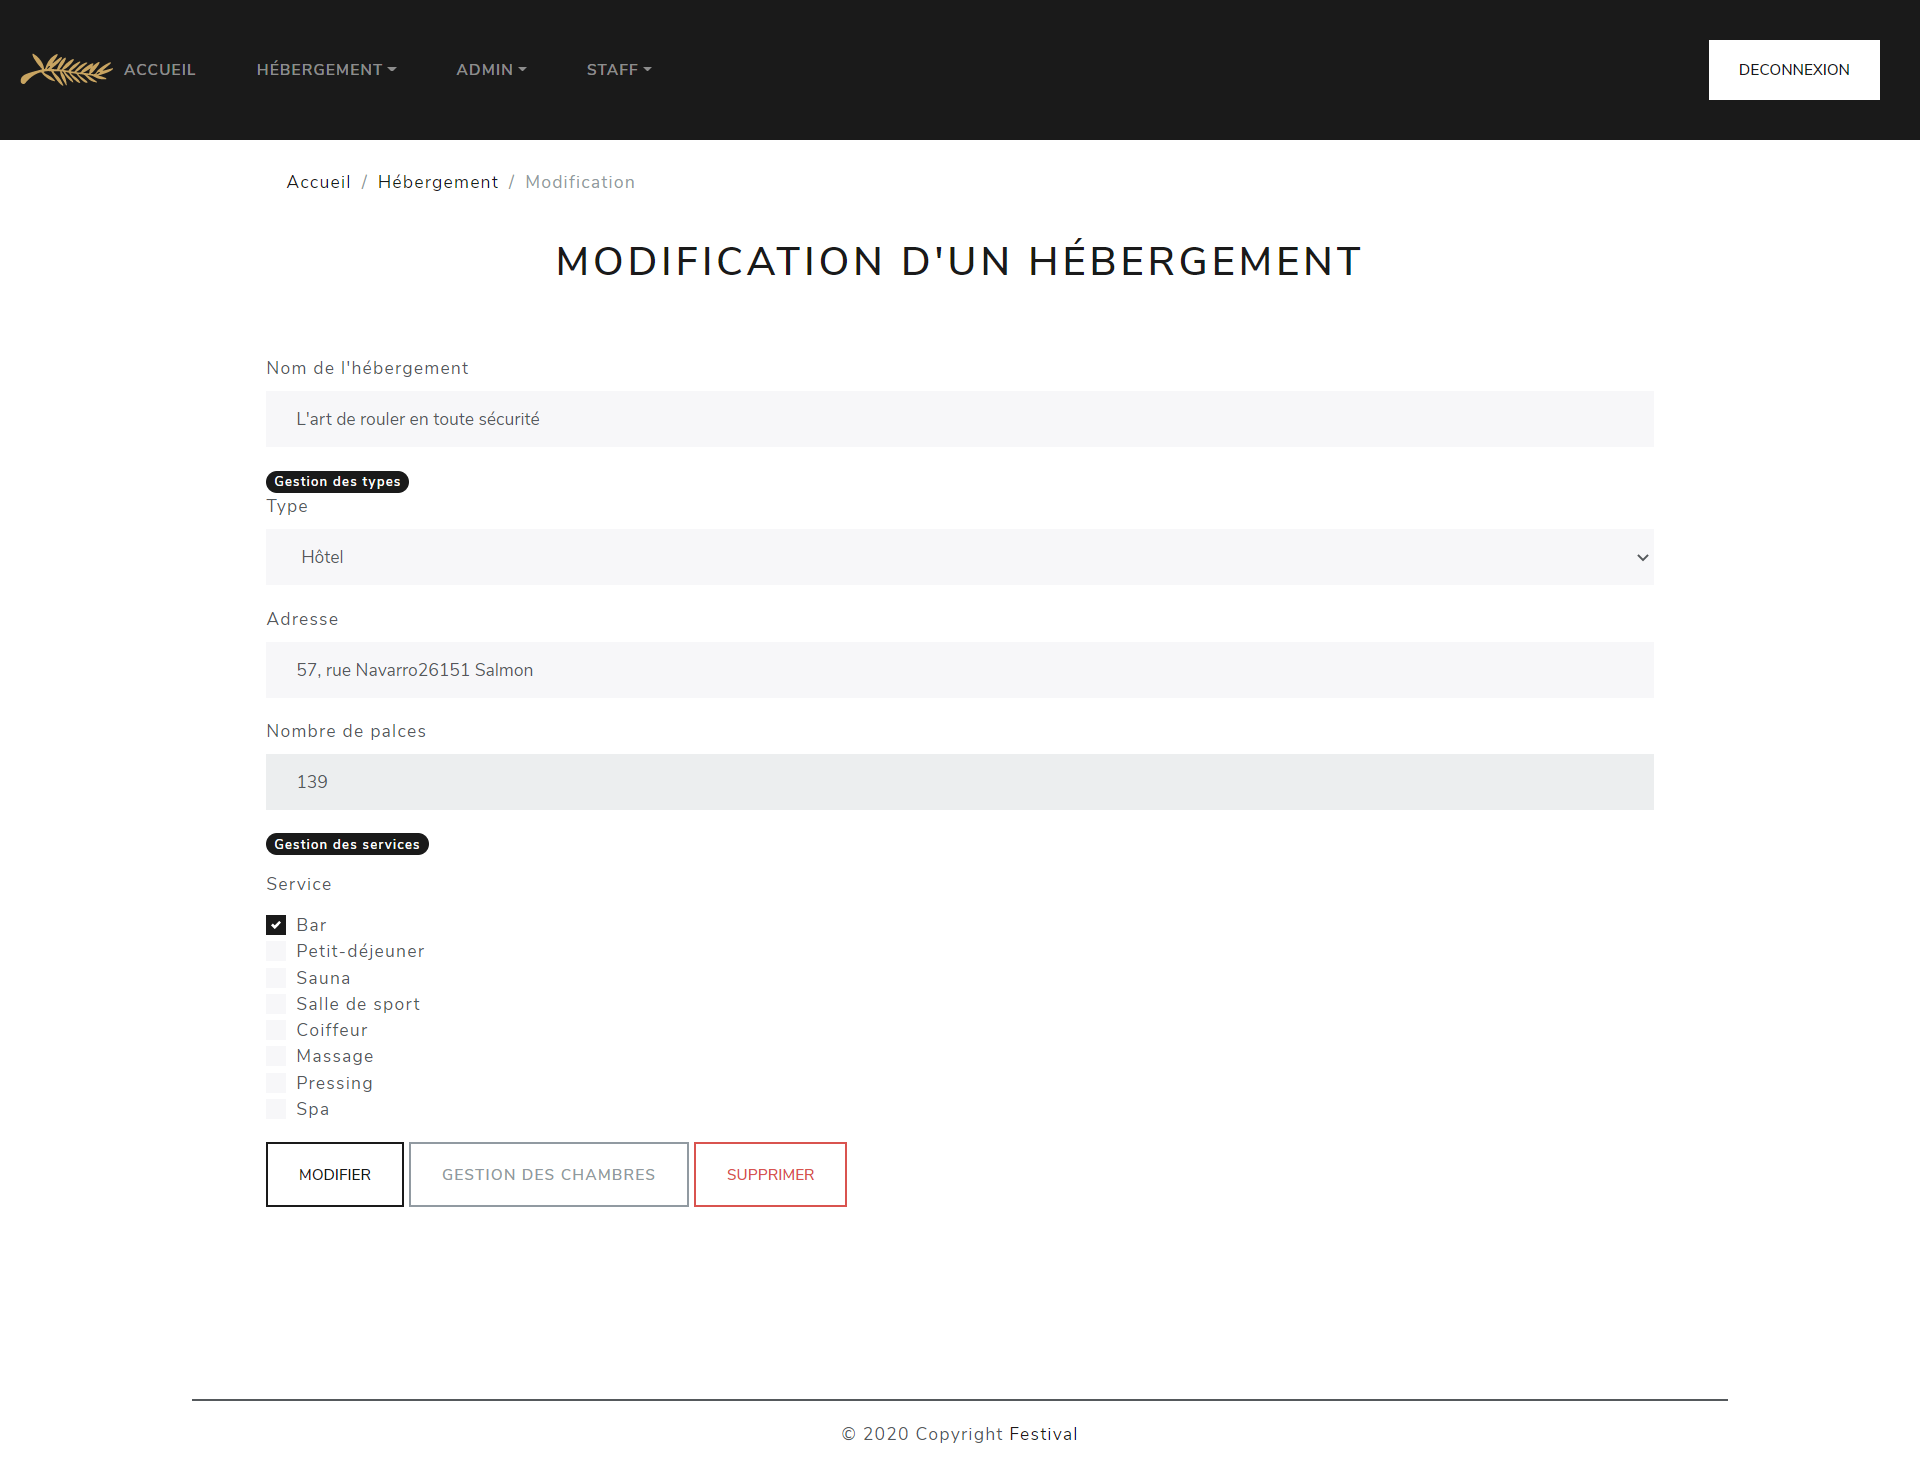 ACCUEIL HÉBERGEMENT ADMIN STAFF DECONNEXION
Accueil / Hébergement / Modification
MODIFICATION D'UN HÉBERGEMENT
Nom de l'hébergement
L'art de rouler en toute sécurité
Gestion des types
Type
Hôtel
Adresse
57, rue Navarro26151 Salmon
Nombre de palces
139
Gestion des services
Service
Bar
Petit-déjeuner
Sauna
Salle de sport
Coiffeur
Massage
Pressing
Spa
MODIFIER GESTION DES CHAMBRES SUPPRIMER
© 2020 Copyright Festival